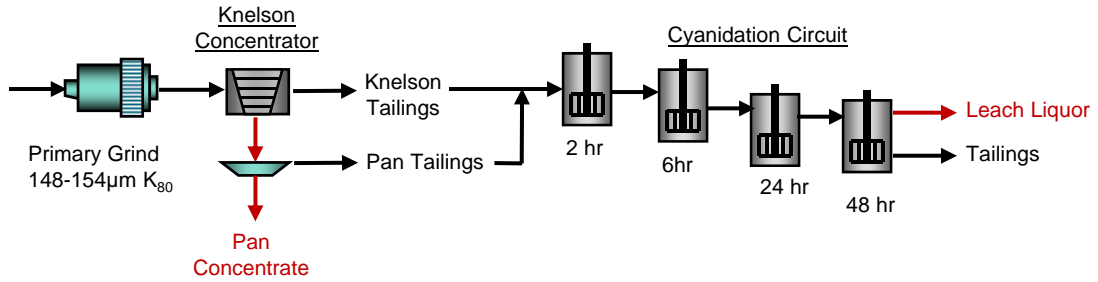 Knelson
Concentrator
Cyanidation Circuit
Knelson
Tailings
Leach Liquor
Primary Grind
148-154µm K80
Pan Tailings
2 hr
6hr
24 hr
48 hr
Tailings
Pan
Concentrate